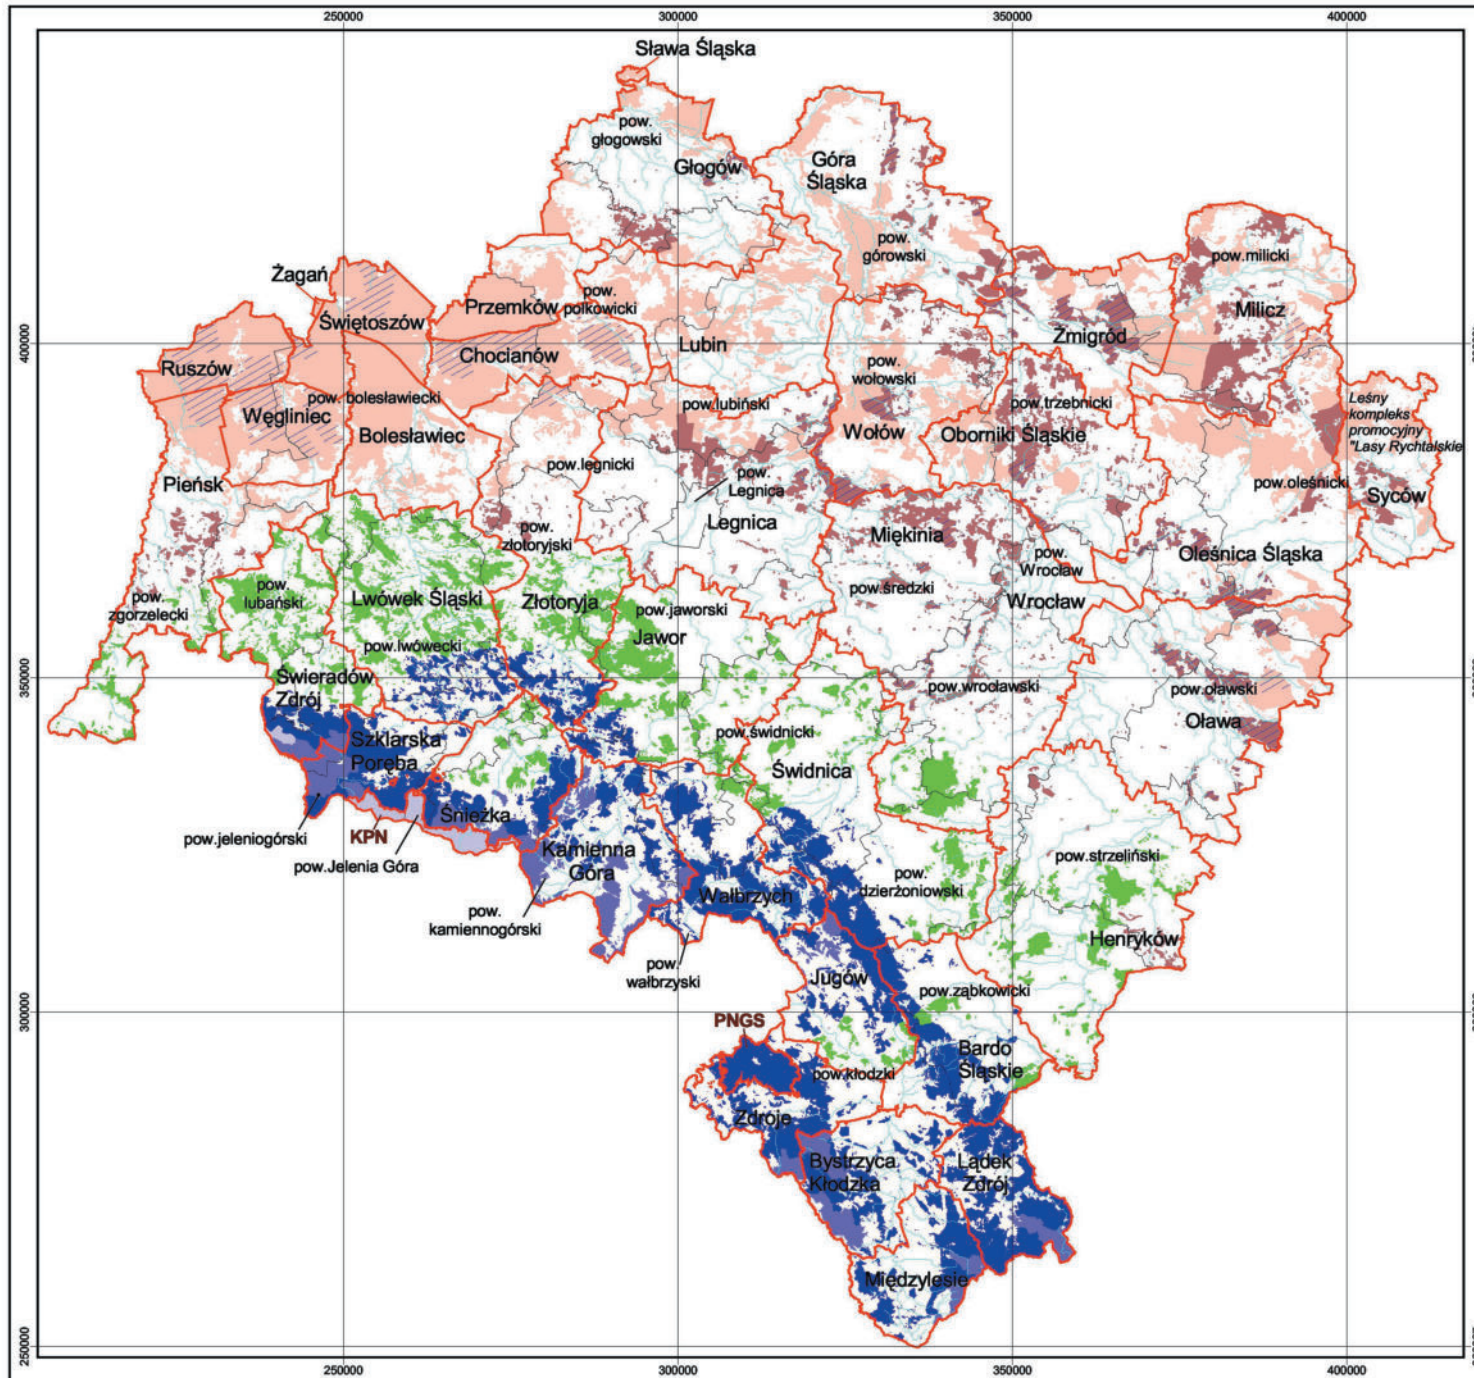 250000
300000
350000
400000
Sława Śląska
pow.
głogowski
Głogów
Góra
Śląska
pow.
górowski
pow.milicki
Milicz
Żagań
Świętoszów
Przemków
pow.
polkowicki
Chocianów
Lubin
Żmigród
400000
Ruszów
pow. bolesławiecki
Węgliniec
Bolesławiec
pow.lubiński
pow.
wołowski
Wołów
pow.trzebnicki
Oborniki Śląskie
Leśny
kompleks
promocyjny
"Lasy Rychtalskie
Pieńsk
pow.legnicki
pow.
Legnica
Legnica
pow.oleśnicki
Syców
pow.
złotoryjski
Miękinia
pow.
Wrocław
Oleśnica Śląska
pow.
zgorzelecki
pow.
lubański
Lwówek Śląski
Złotoryja
pow.jaworski
Jawor
pow.średzki
Wrocław
pow.lwówecki
350000
Świeradów
Zdrój
pow.wrocławski
pow.oławski
Oława
Szklarska
Poręba
pow.świdnicki
Świdnica
pow.jeleniogórski
KPN
Śnieżka
pow.Jelenia Góra
Kamienna
Góra
pow.strzeliński
pow.
dzierżoniowski
Wałbrzych
pow.
kamiennogórski
Henryków
pow.
wałbrzyski
Jugów
pow.ząbkowicki
300000
PNGS
Bardo
Śląskie
pow.kłodzki
Zdroje
Bystrzyca
Kłodzka
Lądek
Zdrój
Międzylesie
250000
250000
300000
350000
400000